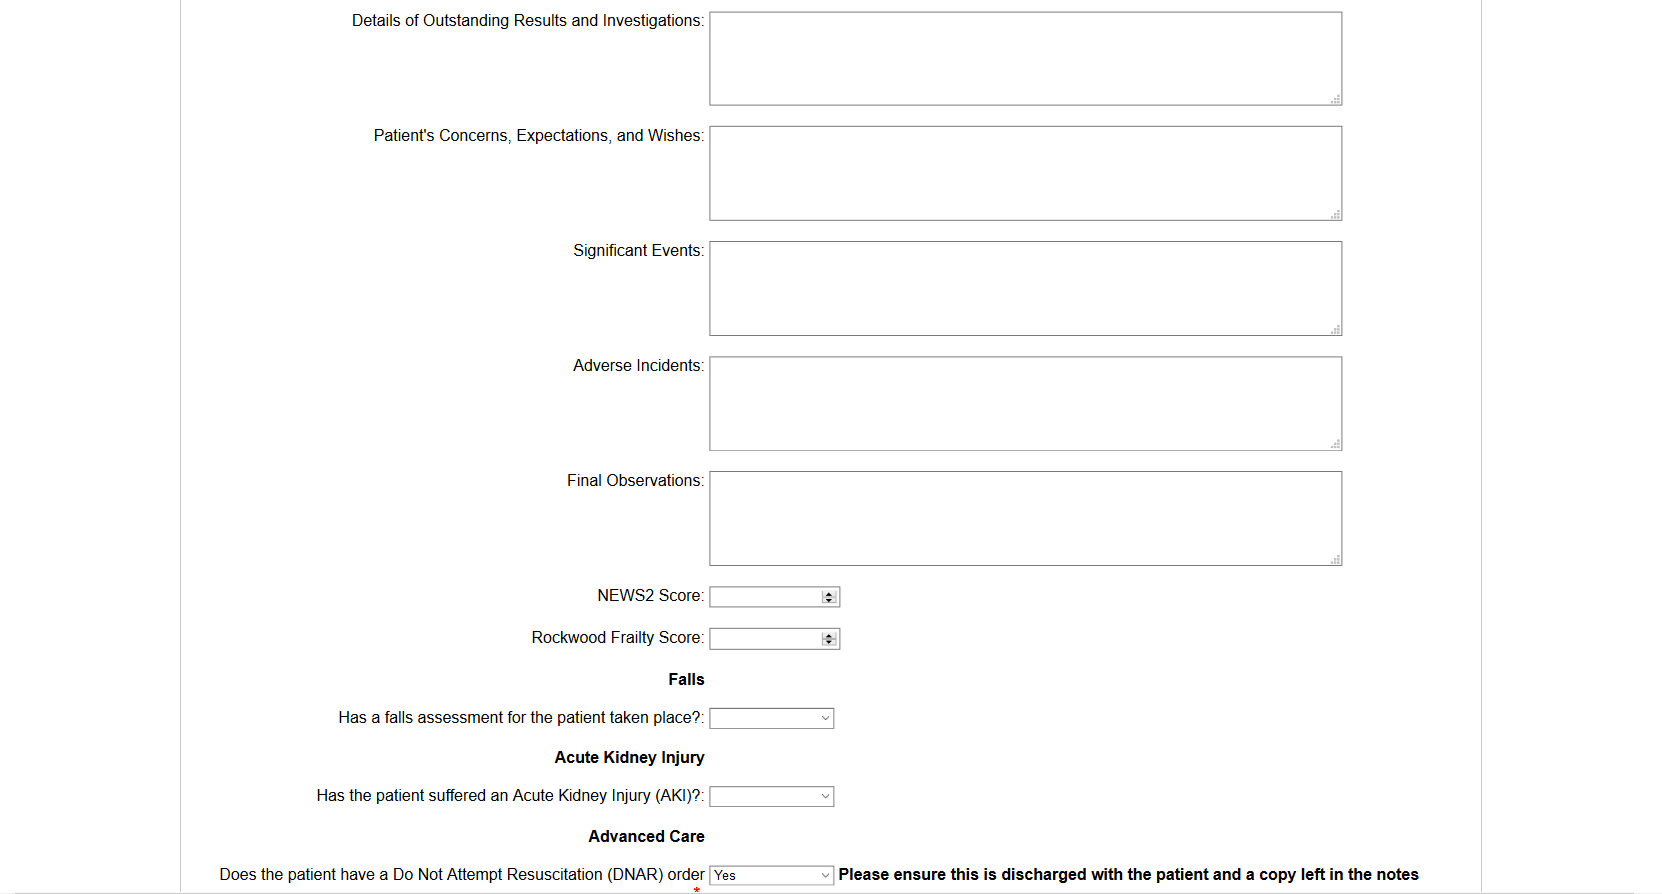 Details of Outstanding Results and Investigations:
Patient's Concerns, Expectations, and Wishes:
Significant Events:
Adverse Incidents:
Final Observations:
NEWS2 Score:
Rockwood Frailty Score:
Falls
Has a falls assessment for the patient taken place?:
Acute Kidney Injury
Has the patient suffered an Acute Kidney Injury (AKI)?:
Advanced Care
Does the patient have a Do Not Attempt Resuscitation (DNAR) order Yes Please ensure this is discharged with the patient and a copy left in the notes
*